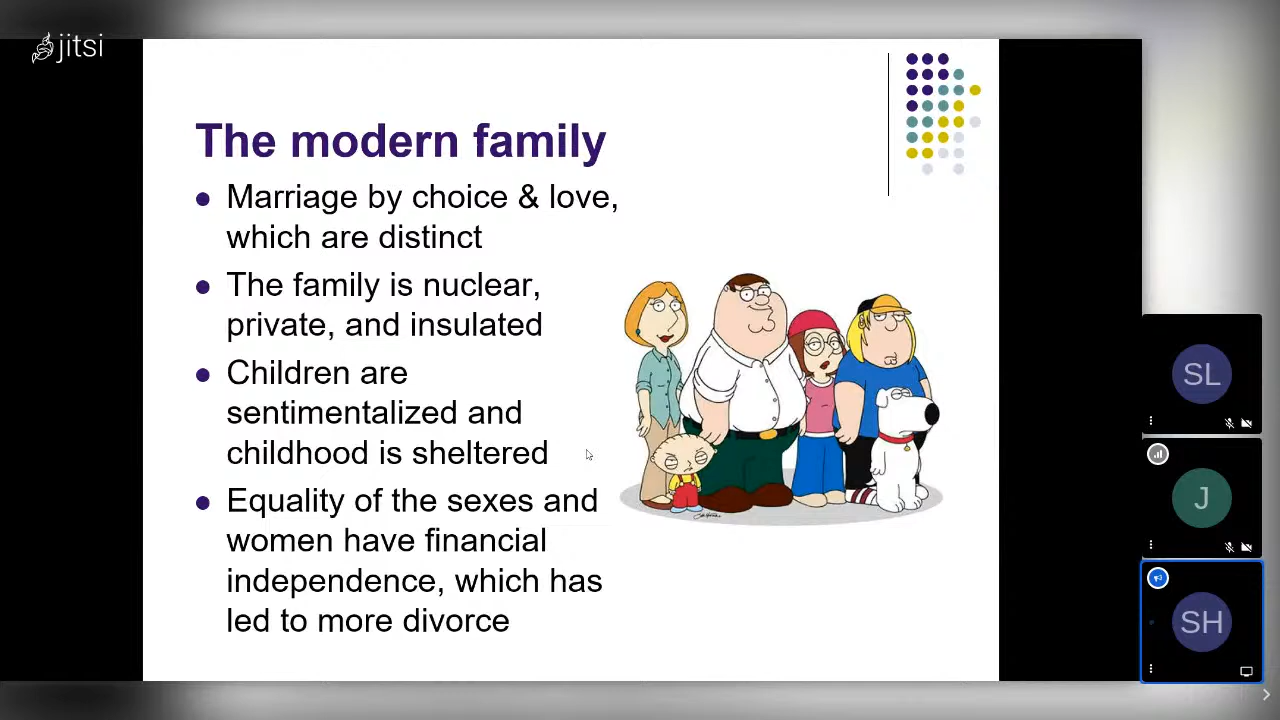 jitsi
The modern family
Marriage by choice & love,
which are distinct
The family is nuclear,
private, and insulated
Children are
sentimentalized and
childhood is sheltered
Equality of the sexes and
women have financial
independence, which has
led to more divorce
SL
J
SH